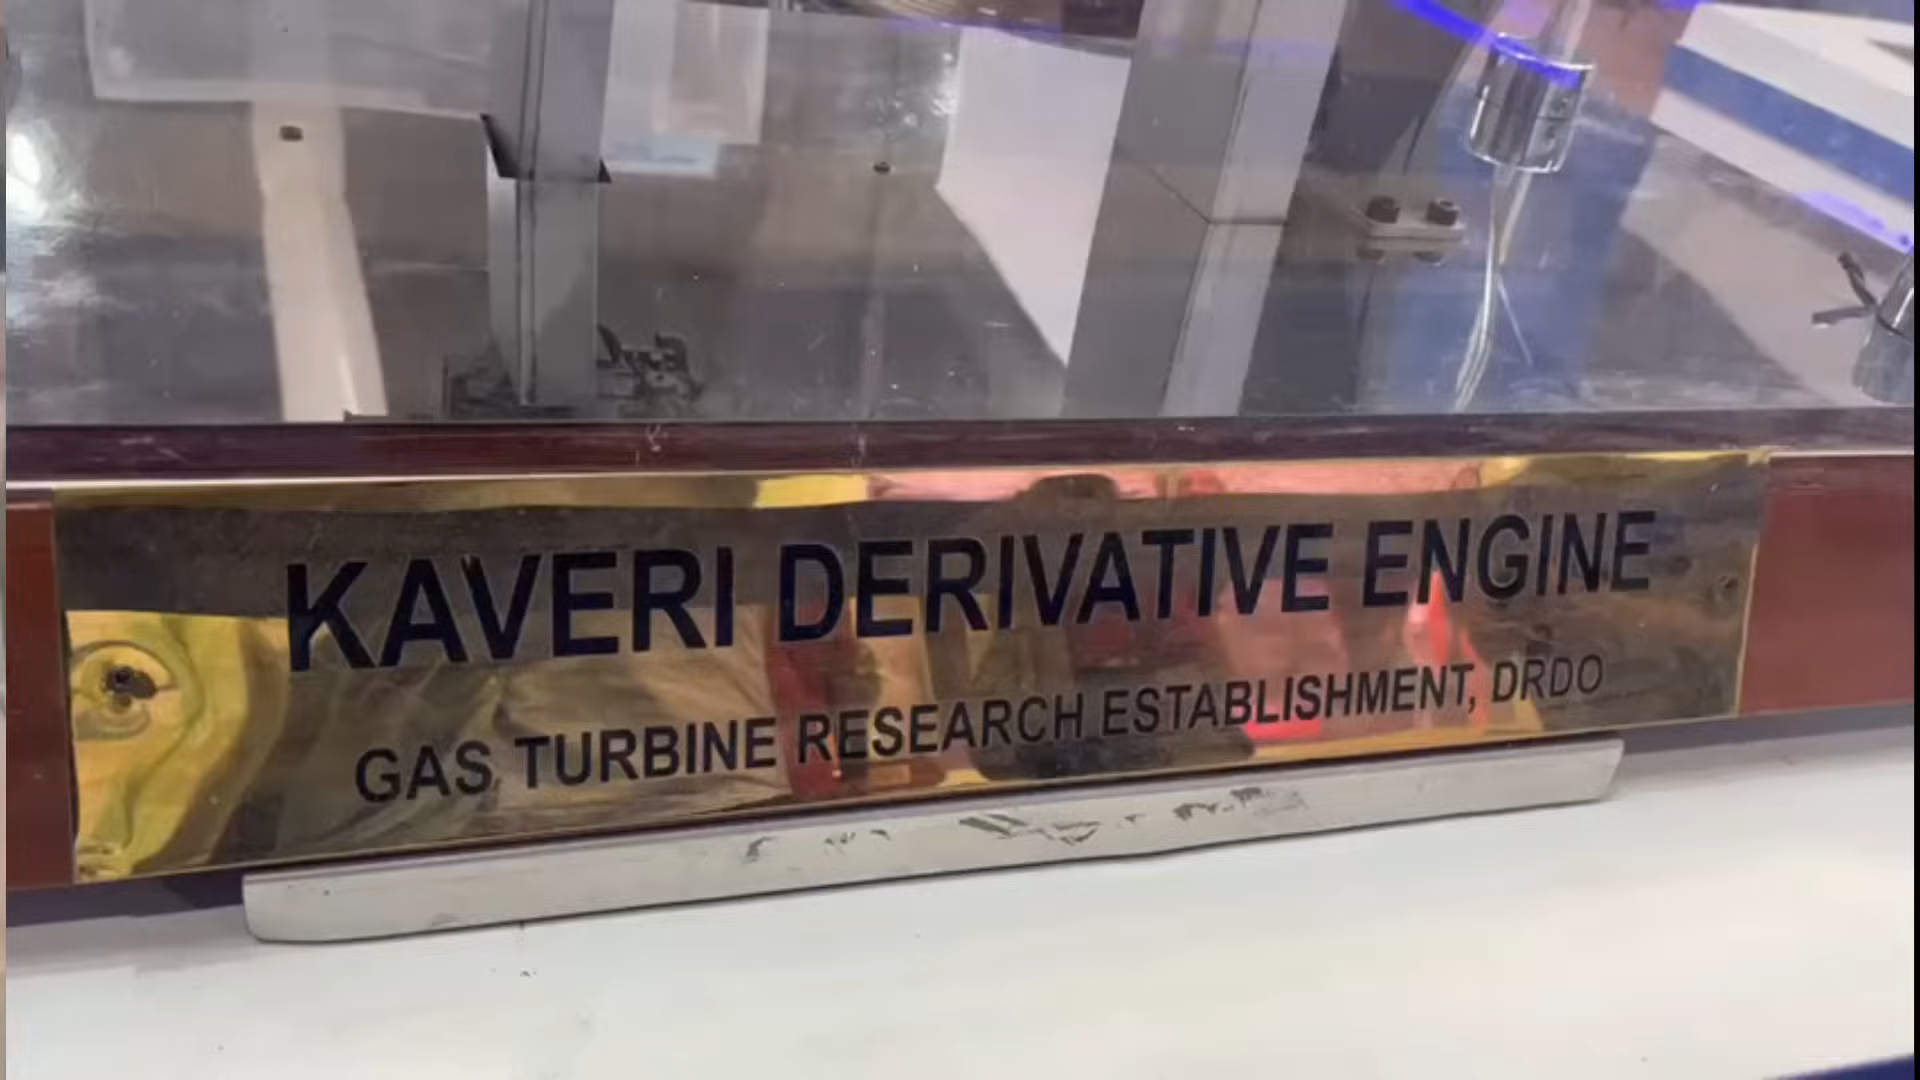 KAVERI DERIVATIVE ENGINE
GAS TURBINE RESEARCH ESTABLISHMENT, DRDO